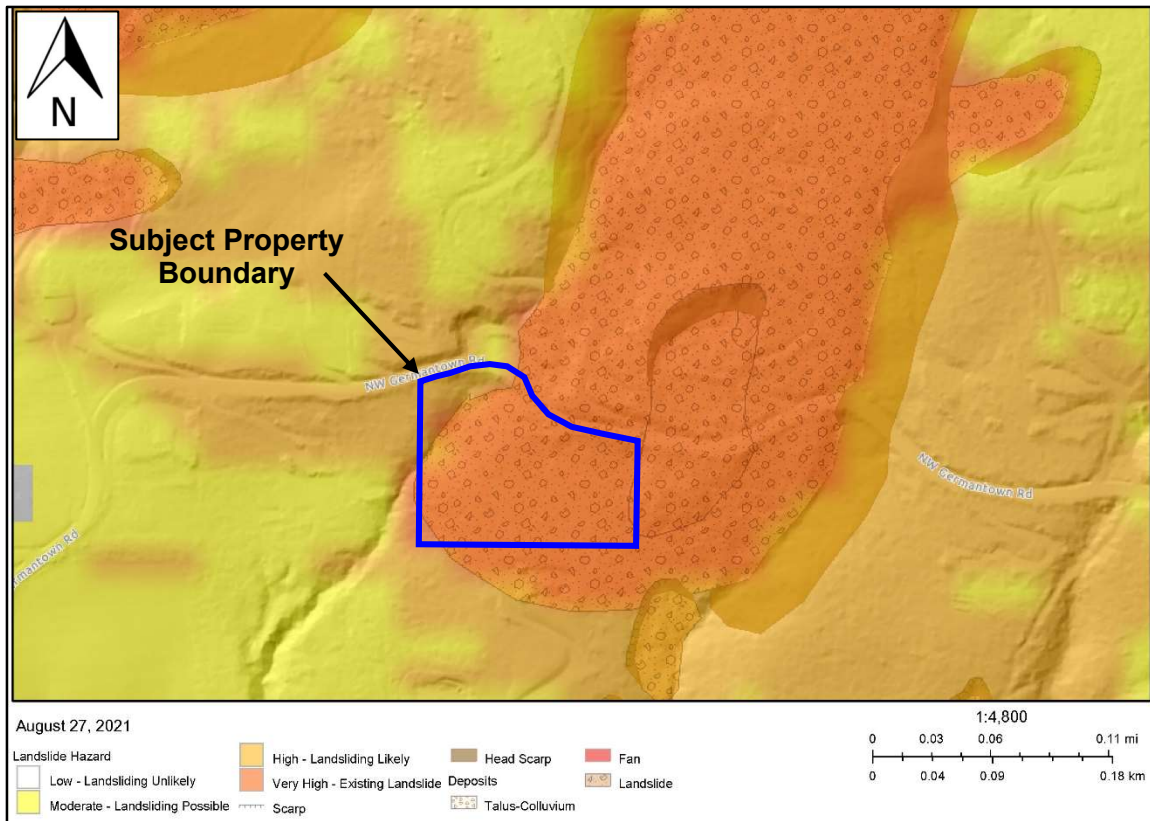 N
Subject Property
Boundary
NW Germantown Rd
NW Germantown Rd
ermantown Rd
August 27, 2021
1:4,800
0 0.03 0.06 0.11 mi
0 0.04 0.09 0.18 km
Landslide Hazard
Low - Landsliding Unlikely
Moderate - Landsliding Possible
High - Landsliding Likely
Very High - Existing Landslide
Scarp
Head Scarp
Deposits
Talus-Colluvium
Fan
Landslide